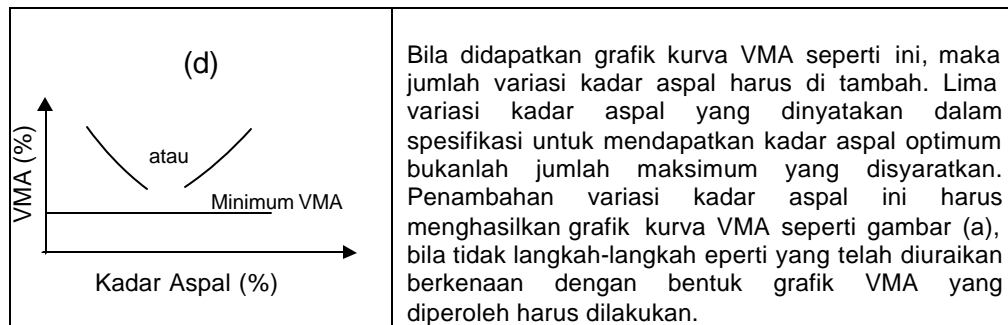 (d)
VMA (%)
atau
Minimum VMA
Kadar Aspal (%)
Bila didapatkan grafik kurva VMA seperti ini, maka
jumlah variasi kadar aspal harus di tambah. Lima
variasi kadar aspal yang dinyatakan dalam
spesifikasi untuk mendapatkan kadar aspal optimum
bukanlah jumlah maksimum yang disyaratkan.
Penambahan variasi kadar aspal ini harus
menghasilkan grafik kurva VMA seperti gambar (a),
bila tidak langkah-langkah eperti yang telah diuraikan
berkenaan dengan bentuk grafik VMA yang
diperoleh harus dilakukan.